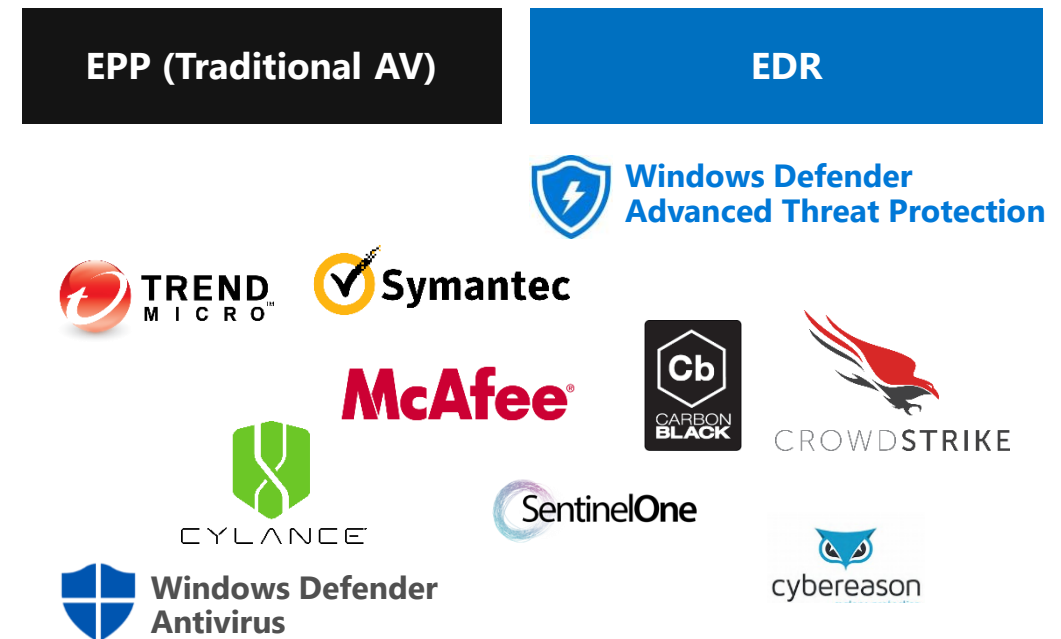 EPP (Traditional AV)
EDR
Windows Defender
Advanced Threat Protection
TREND
MICRO™
Symantec
McAfee®
Cb
CARBON
BLACK
CROWDSTRIKE
CYLANCE
SentinelOne
cybereason
Windows Defender
Antivirus